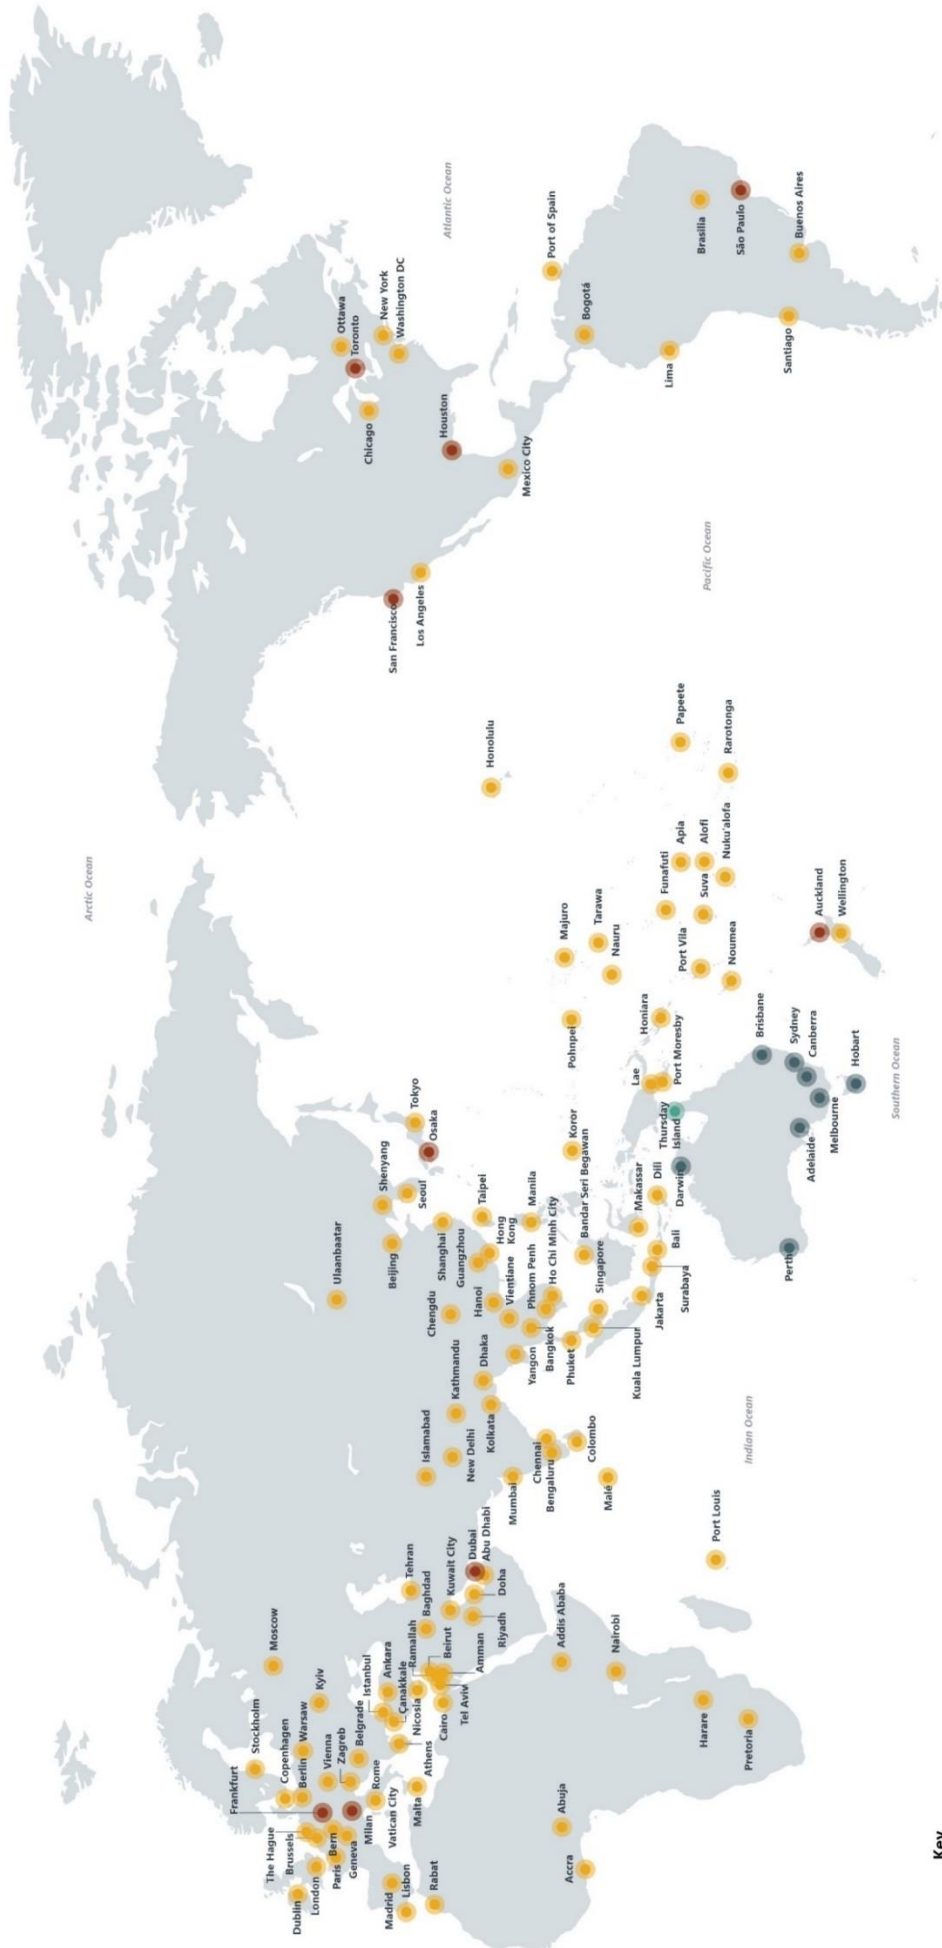 Arctic Ocean
Atlantic Ocean
Pacific Ocean
Indian Ocean
Southern Ocean
Dublin
London
The Hague
Brussels
Paris
Bern
Geneva
Frankfurt
Copenhagen
Berlin
Stockholm
Warsaw
Vienna
Zagreb
Belgrade
Milan
Rome
Vatican City
Madrid
Lisbon
Rabat
Malta
Athens
Moscow
Kyiv
Istanbul
Ankara
Canakkale
Nicosia
Ramallah
Beirut
Cairo
Tel Aviv
Amman
Baghdad
Tehran
Kuwait City
Riyadh
Doha
Dubai
Abu Dhabi
Accra
Abuja
Addis Ababa
Nairobi
Harare
Pretoria
Port Louis
Islamabad
New Delhi
Kathmandu
Mumbai
Chennai
Bengaluru
Colombo
Malé
Kolkata
Dhaka
Ulaanbaatar
Beijing
Shenyang
Seoul
Tokyo
Osaka
Chengdu
Shanghai
Guangzhou
Hong
Kong
Taipei
Hanoi
Vientiane
Yangon
Bangkok
Phnom Penh
Ho Chi Minh City
Phuket
Manila
Kuala Lumpur
Singapore
Bandar Seri Begawan
Jakarta
Surabaya
Bali
Makassar
Dili
Koror
Pohnpei
Majuro
Tarawa
Nauru
Lae
Port Moresby
Honiara
Thursday
Island
Darwin
Perth
Adelaide
Melbourne
Hobart
Canberra
Sydney
Brisbane
Port Vila
Noumea
Funafuti
Suva
Apia
Alofi
Nuku'alofa
Papeete
Rarotonga
Auckland
Wellington
Honolulu
San Francisco
Los Angeles
Chicago
Houston
Mexico City
Ottawa
Toronto
New York
Washington DC
Port of Spain
Bogotá
Lima
Brasilia
São Paulo
Santiago
Buenos Aires
Key